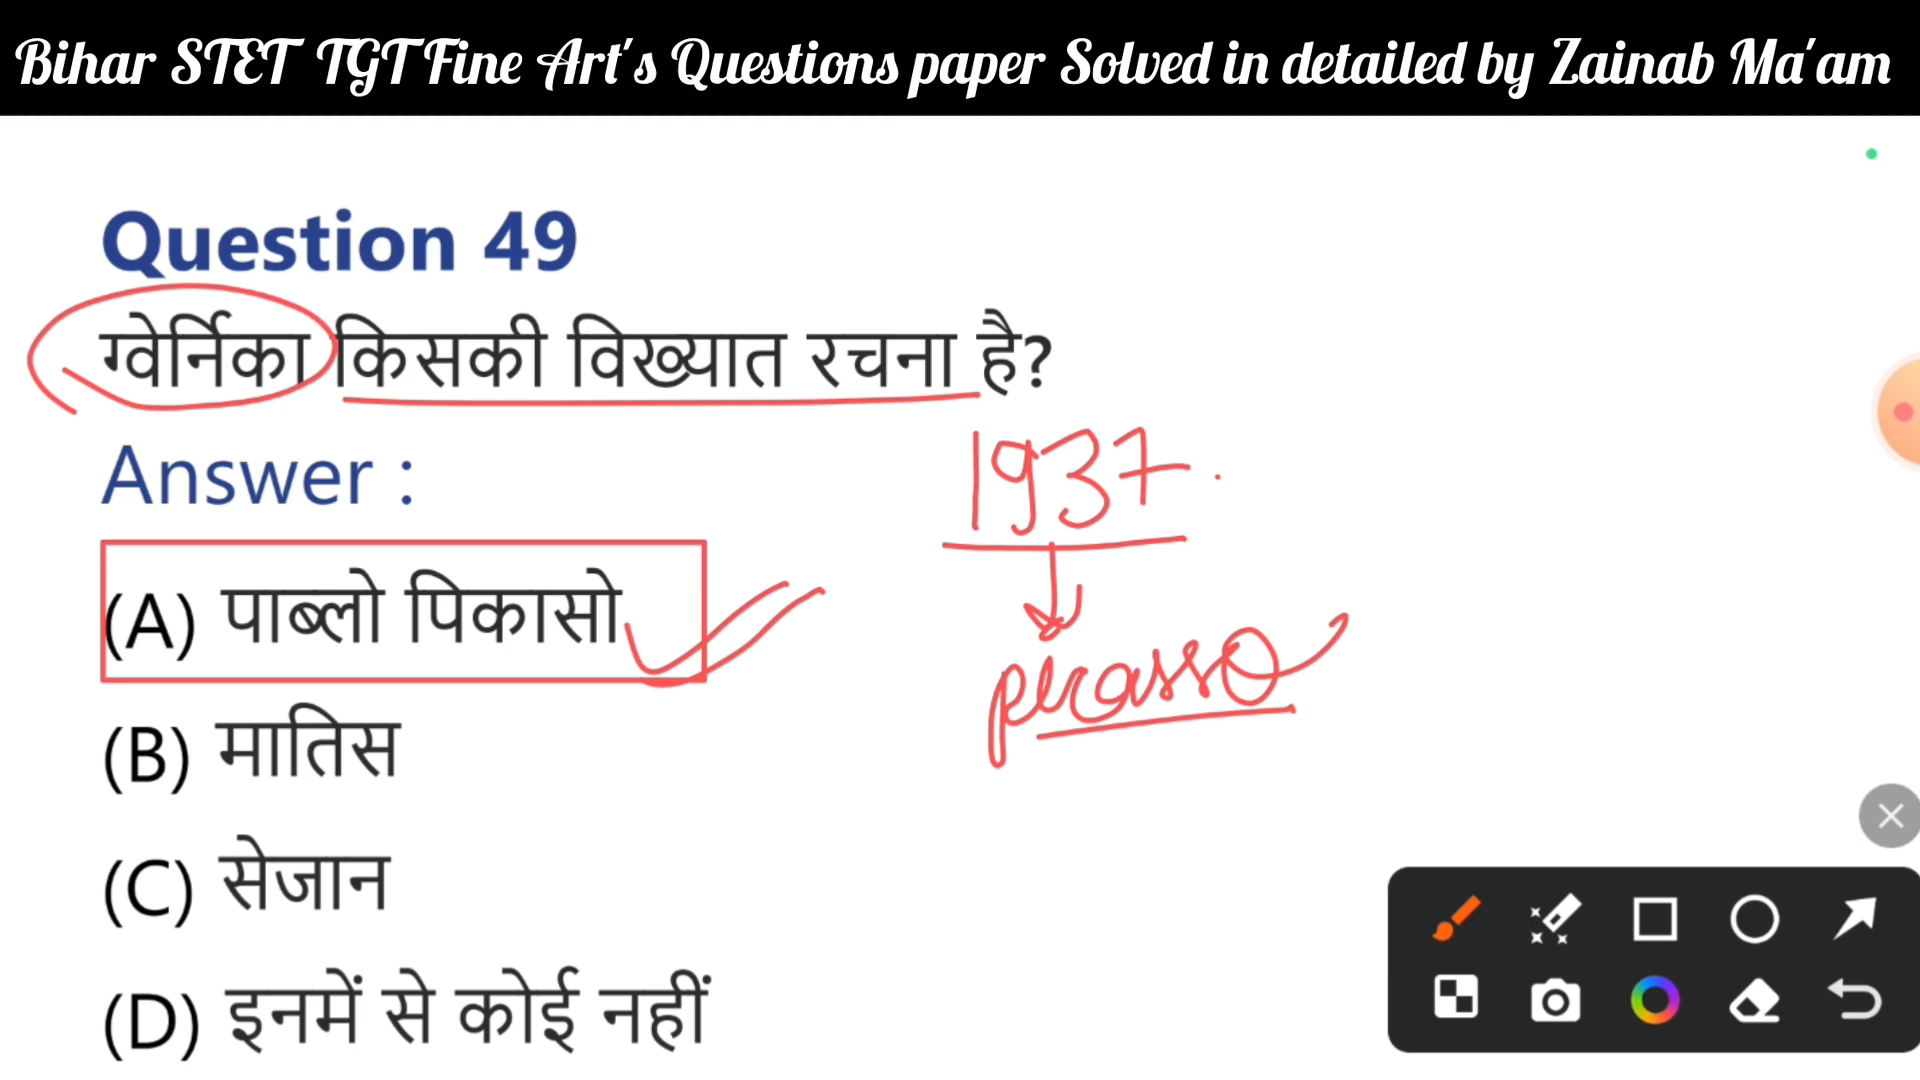 Bihar STET TGT Fine Art's Questions paper Solved in detailed by Zainab Ma'am
Question 49
ग्वेर्निका किसकी विख्यात रचना है?
Answer :
1937
(A) पाब्लो पिकासो
picasso
(B) मातिस
(C) सेजान
(D) इनमें से कोई नहीं